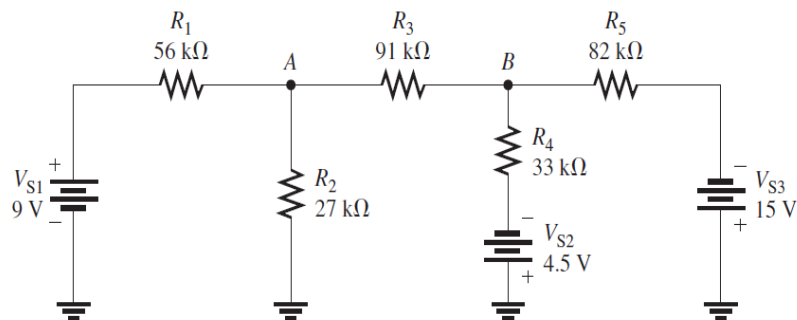 R1
56 kΩ
A
R3
91 kΩ
B
R5
82 kΩ
+
VS1
9 V
−
R2
27 kΩ
R4
33 kΩ
−
VS2
4.5 V
+
−
VS3
15 V
+